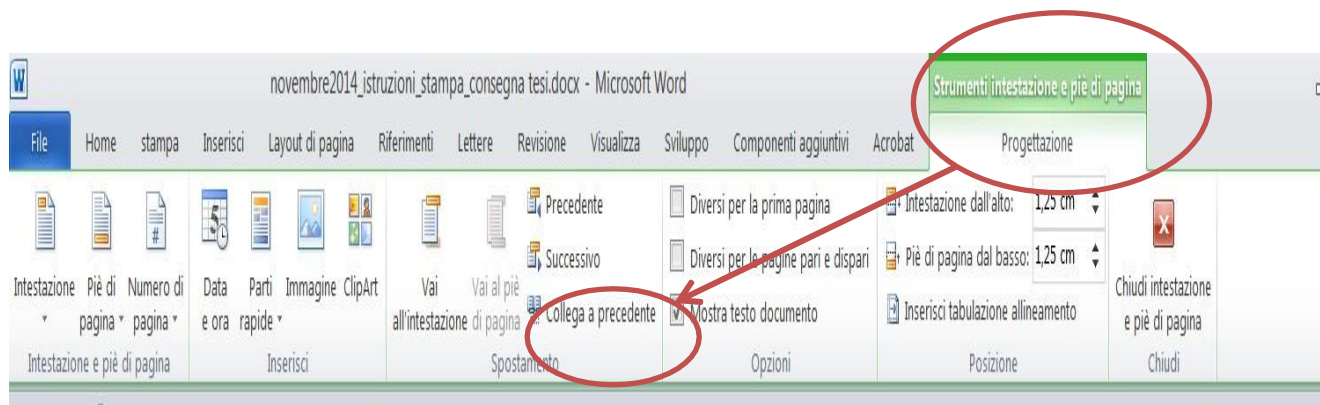 W
novembre2014_istruzioni_stampa_consegna tesi.docx - Microsoft Word
Strumenti intestazione e piè di pagina
File Home stampa Inserisci Layout di pagina Riferimenti Lettere Revisione Visualizza Sviluppo Componenti aggiuntivi Acrobat Progettazione
Precedente Diversi per la prima pagina Intestazione dall'alto: 1,25 cm
Successivo Diversi per le pagine pari e dispari Piè di pagina dal basso: 1,25 cm
Intestazione Piè di Numero di Data Parti Immagine ClipArt Vai Vai al piè Chiudi intestazione
pagina pagina e ora rapide all'intestazione di pagina Collega a precedente Mostra testo documento Inserisci tabulazione allineamento e piè di pagina
Intestazione e piè di pagina Inserisci Spostamento Opzioni Posizione Chiudi